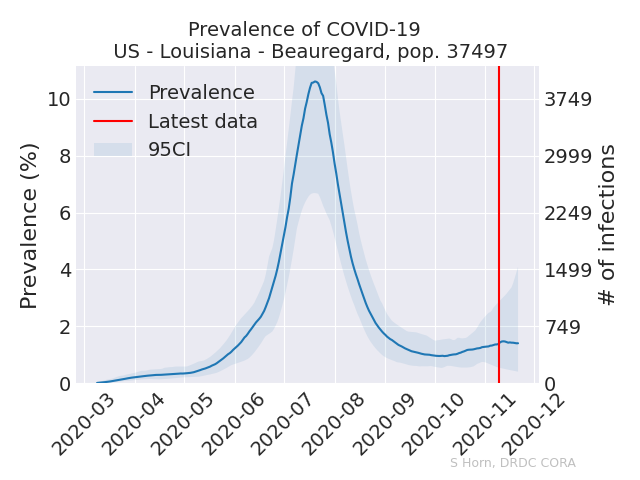 Prevalence of COVID-19
US - Louisiana - Beauregard, pop. 37497
Prevalence (%)
10
8
6
4
2
0
Prevalence
Latest data
95CI
3749
2999
2249
1499
749
0
# of infections
2020-03
2020-04
2020-05
2020-06
2020-07
2020-08
2020-09
2020-10
2020-11
2020-12
S Horn, DRDC CORA